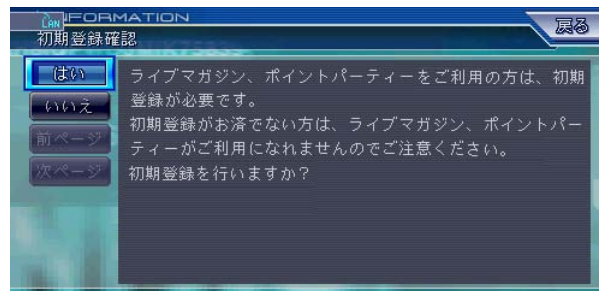 LAN
INFORMATION
戻る
初期登録確認
はい
いいえ
前ページ
次ページ
ライブマガジン、ポイントパーティーをご利用の方は、初期
登録が必要です。
初期登録がお済でない方は、ライブマガジン、ポイントパー
ティーがご利用になれませんのでご注意ください。
初期登録を行いますか？